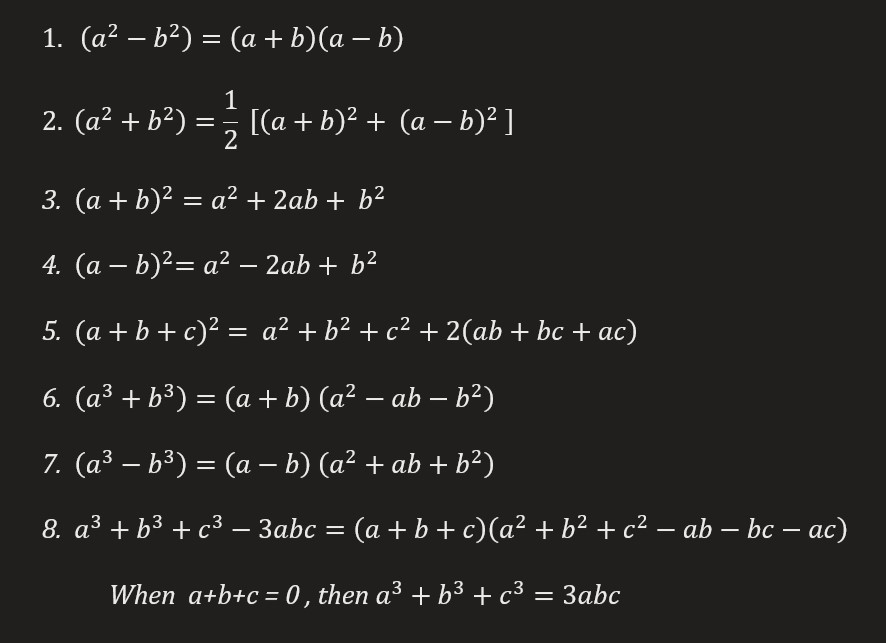 1. (a² − b²) = (a + b)(a − b)
2. (a² + b²) = 1/2 [(a + b)² + (a − b)² ]
3. (a + b)² = a² + 2ab + b²
4. (a − b)²= a² − 2ab + b²
5. (a + b + c)² = a² + b² + c² + 2(ab + bc + ac)
6. (a³ + b³) = (a + b) (a² − ab − b²)
7. (a³ − b³) = (a − b) (a² + ab + b²)
8. a³ + b³ + c³ − 3abc = (a + b + c)(a² + b² + c² − ab − bc − ac)
When a+b+c = 0 , then a³ + b³ + c³ = 3abc